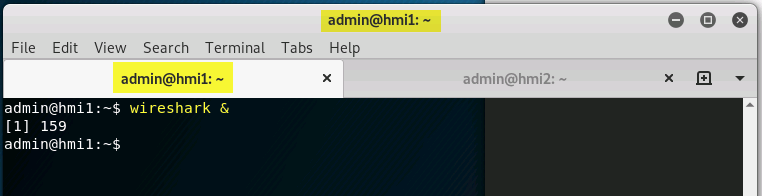 admin@hmi1: ~
File Edit View Search Terminal Tabs Help
admin@hmi1: ~ × admin@hmi2: ~ ×
admin@hmi1:~$ wireshark &
[1] 159
admin@hmi1:~$